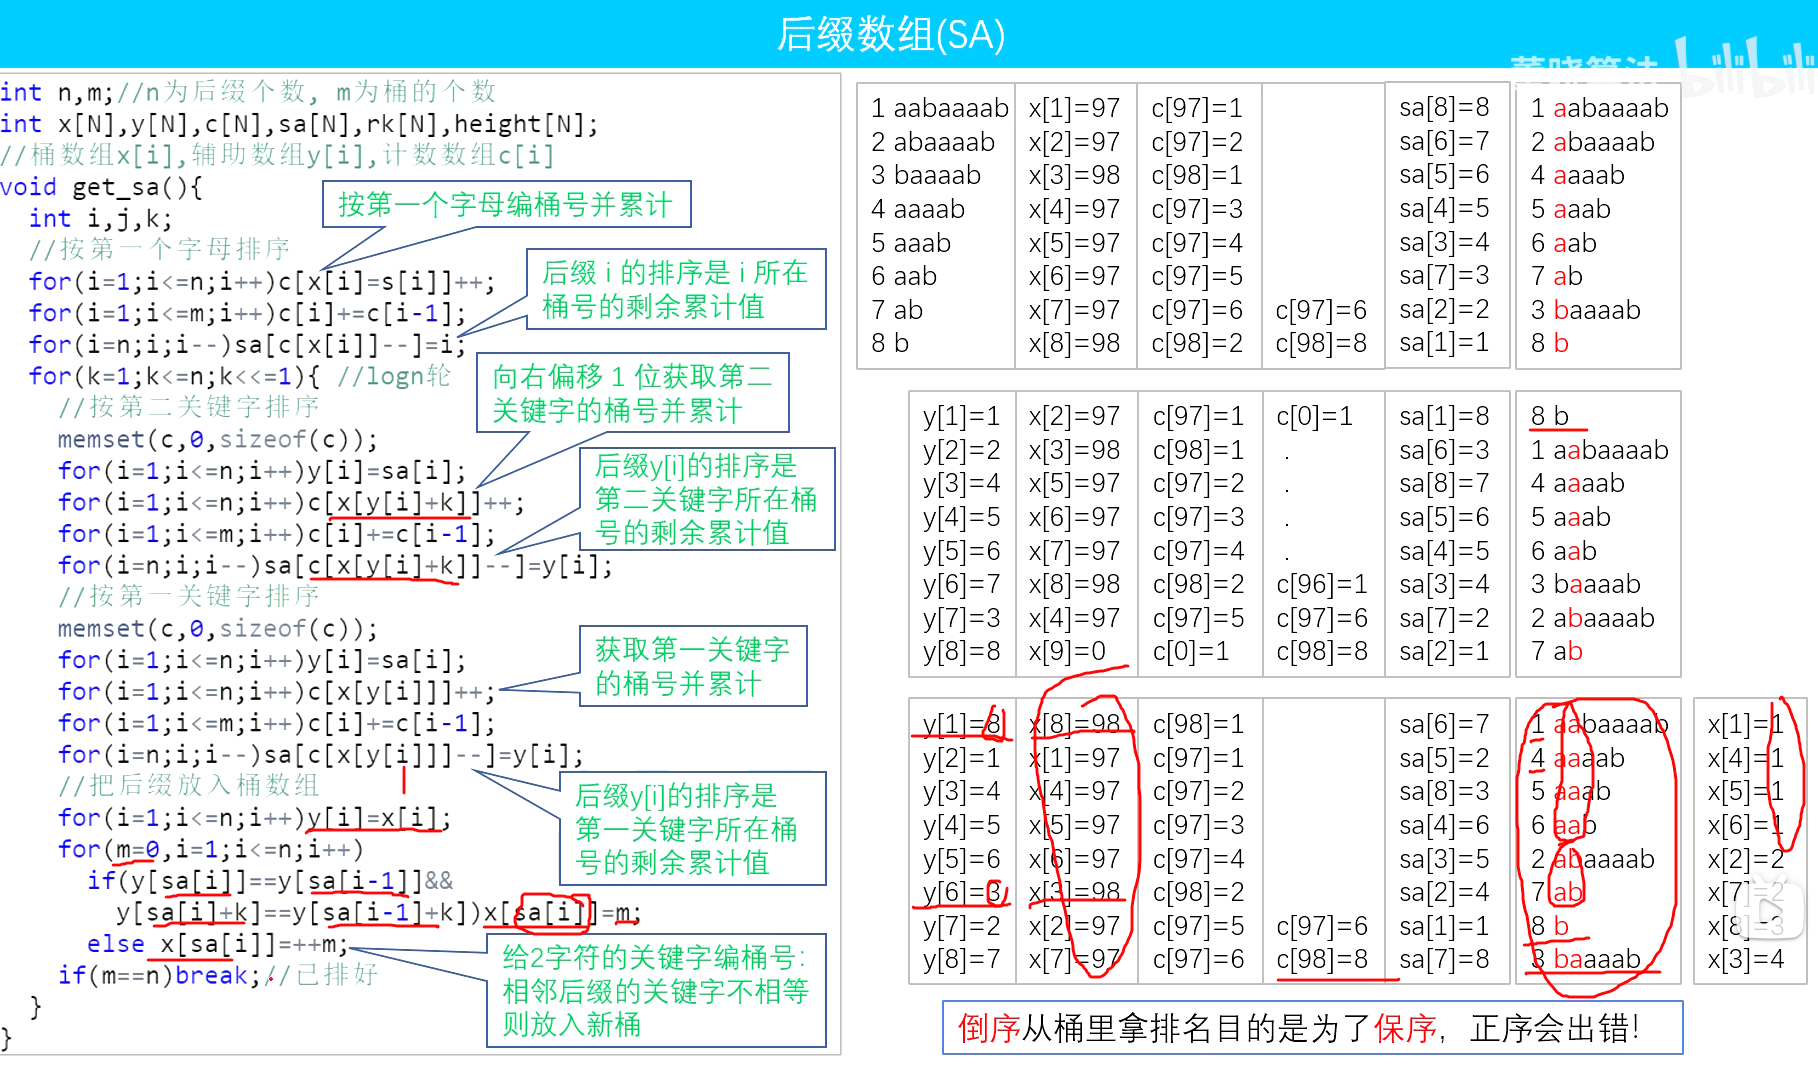 后缀数组(SA)
董晓算法 bilibili
int n,m;//n为后缀个数, m为桶的个数
int x[N],y[N],c[N],sa[N],rk[N],height[N];
//桶数组x[i],辅助数组y[i],计数数组c[i]
void get_sa(){
int i,j,k;
//按第一个字母排序
for(i=1;i<=n;i++)c[x[i]=s[i]]++;
for(i=1;i<=m;i++)c[i]+=c[i-1];
for(i=n;i;i--)sa[c[x[i]]--]=i;
for(k=1;k<=n;k<<=1){ //logn轮
//按第二关键字排序
memset(c,0,sizeof(c));
for(i=1;i<=n;i++)y[i]=sa[i];
for(i=1;i<=n;i++)c[x[y[i]+k]]++;
for(i=1;i<=m;i++)c[i]+=c[i-1];
for(i=n;i;i--)sa[c[x[y[i]+k]]--]=y[i];
//按第一关键字排序
memset(c,0,sizeof(c));
for(i=1;i<=n;i++)y[i]=sa[i];
for(i=1;i<=n;i++)c[x[y[i]]]++;
for(i=1;i<=m;i++)c[i]+=c[i-1];
for(i=n;i;i--)sa[c[x[y[i]]]--]=y[i];
//把后缀放入桶数组
for(i=1;i<=n;i++)y[i]=x[i];
for(m=0,i=1;i<=n;i++)
if(y[sa[i]]==y[sa[i-1]]&&
y[sa[i]+k]==y[sa[i-1]+k])x[sa[i]]=m;
else x[sa[i]]=++m;
if(m==n)break;//已排好
}
}
按第一个字母编桶号并累计
后缀 i 的排序是 i 所在
桶号的剩余累计值
向右偏移 1 位获取第二
关键字的桶号并累计
后缀y[i]的排序是
第二关键字所在桶
号的剩余累计值
获取第一关键字
的桶号并累计
后缀y[i]的排序是
第一关键字所在桶
号的剩余累计值
给2字符的关键字编桶号:
相邻后缀的关键字不相等
则放入新桶
1 aabaaaab x[1]=97 c[97]=1 sa[8]=8 1 aabaaaab
2 abaaaab x[2]=97 c[97]=2 sa[6]=7 2 abaaaab
3 baaaab x[3]=98 c[98]=1 sa[5]=6 4 aaaab
4 aaaab x[4]=97 c[97]=3 sa[4]=5 5 aaab
5 aaab x[5]=97 c[97]=4 sa[3]=4 6 aab
6 aab x[6]=97 c[97]=5 sa[7]=3 7 ab
7 ab x[7]=97 c[97]=6 c[97]=6 sa[2]=2 3 baaaab
8 b x[8]=98 c[98]=2 c[98]=8 sa[1]=1 8 b
y[1]=1 x[2]=97 c[97]=1 c[0]=1 sa[1]=8 8 b
y[2]=2 x[3]=98 c[98]=1 . sa[6]=3 1 aabaaaab
y[3]=4 x[5]=97 c[97]=2 . sa[8]=7 4 aaaab
y[4]=5 x[6]=97 c[97]=3 . sa[5]=6 5 aaab
y[5]=6 x[7]=97 c[97]=4 . sa[4]=5 6 aab
y[6]=7 x[8]=98 c[98]=2 c[96]=1 sa[3]=4 3 baaaab
y[7]=3 x[4]=97 c[97]=5 c[97]=6 sa[7]=2 2 abaaaab
y[8]=8 x[9]=0 c[0]=1 c[98]=8 sa[2]=1 7 ab
y[1]=8 x[8]=98 c[98]=1 sa[6]=7 1 aabaaaab x[1]=1
y[2]=1 x[1]=97 c[97]=1 sa[5]=2 4 aaaab x[4]=1
y[3]=4 x[4]=97 c[97]=2 sa[8]=3 5 aaab x[5]=1
y[4]=5 x[5]=97 c[97]=3 sa[4]=6 6 aab x[6]=1
y[5]=6 x[6]=97 c[97]=4 sa[3]=5 2 abaaaab x[2]=2
y[6]=3 x[3]=98 c[98]=2 sa[2]=4 7 ab x[7]=2
y[7]=2 x[2]=97 c[97]=5 c[97]=6 sa[1]=1 8 b x[8]=3
y[8]=7 x[7]=97 c[97]=6 c[98]=8 sa[7]=8 3 baaaab x[3]=4
倒序从桶里拿排名目的是为了保序，正序会出错!